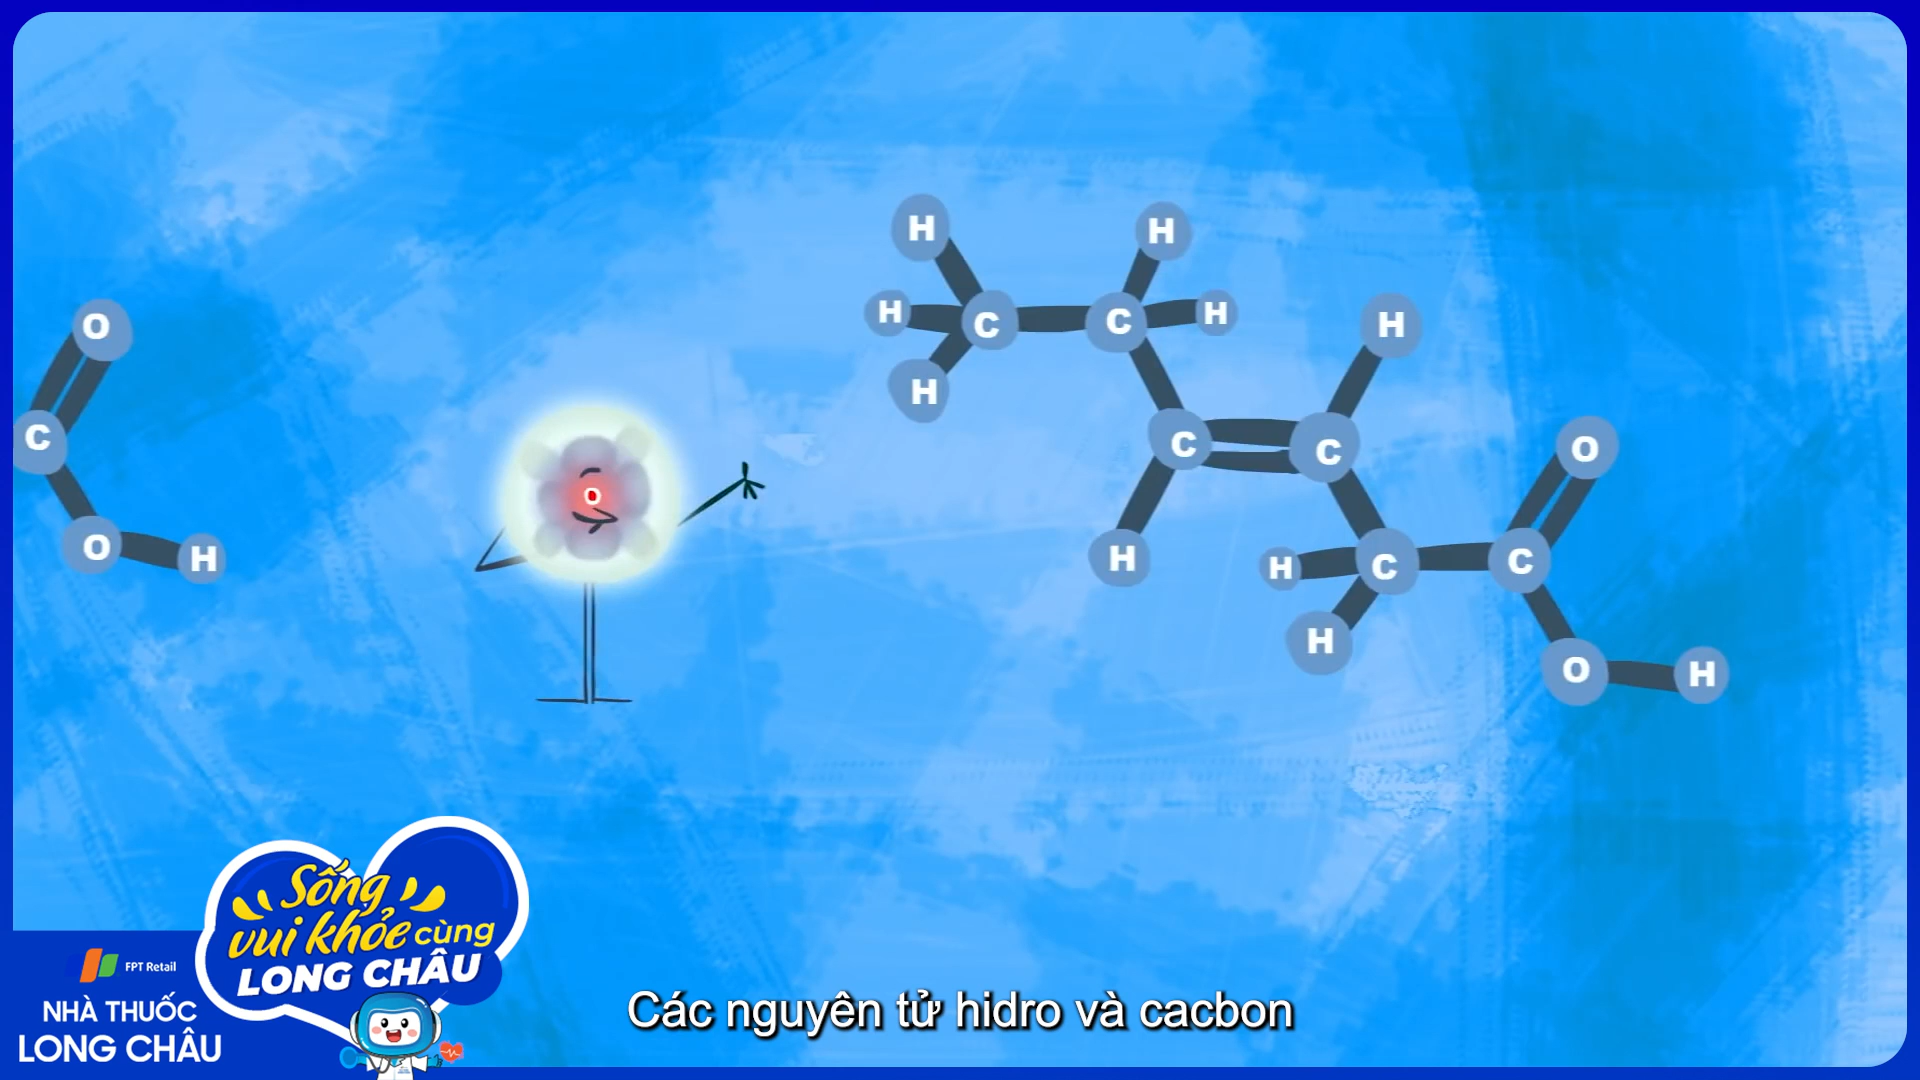 H
H
H
C
C
H
H
H
O
H
C
C
O
C
O
O
H
H
H
C
C
H
O
H
Sống
vui khỏe cùng
LONG CHÂU
FPT Retail
NHÀ THUỐC
LONG CHÂU
Các nguyên tử hidro và cacbon